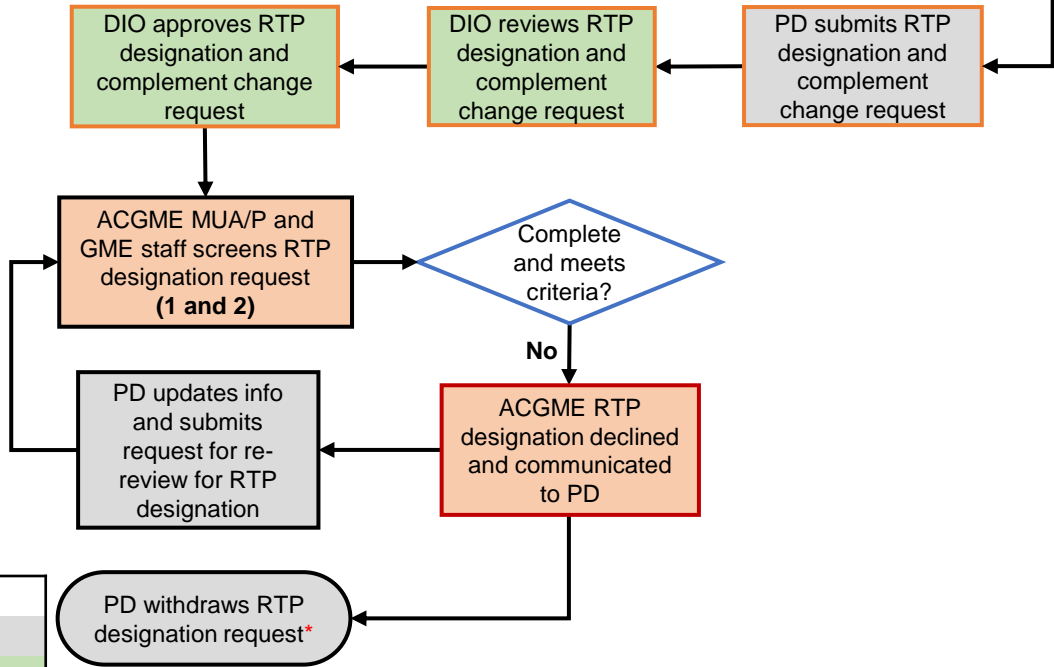 DIO approves RTP
designation and
complement change
request
DIO reviews RTP
designation and
complement
change request
PD submits RTP
designation and
complement
change request
ACGME MUA/P and
GME staff screens RTP
designation request
(1 and 2)
Complete
and meets
criteria?
No
PD updates info
and submits
request for re-
review for RTP
designation
ACGME RTP
designation declined
and communicated
to PD
PD withdraws RTP
designation request*